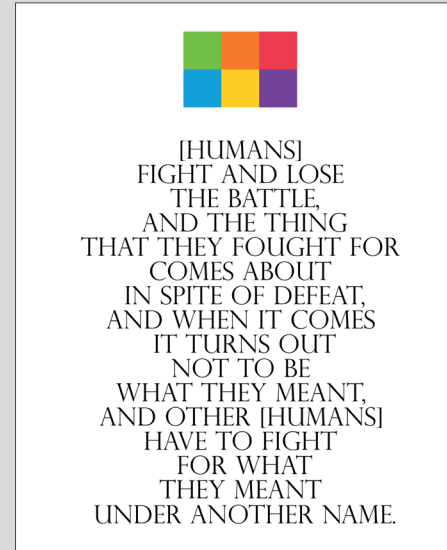 [HUMANS]
FIGHT AND LOSE
THE BATTLE,
AND THE THING
THAT THEY FOUGHT FOR
COMES ABOUT
IN SPITE OF DEFEAT,
AND WHEN IT COMES
IT TURNS OUT
NOT TO BE
WHAT THEY MEANT,
AND OTHER [HUMANS]
HAVE TO FIGHT
FOR WHAT
THEY MEANT
UNDER ANOTHER NAME.